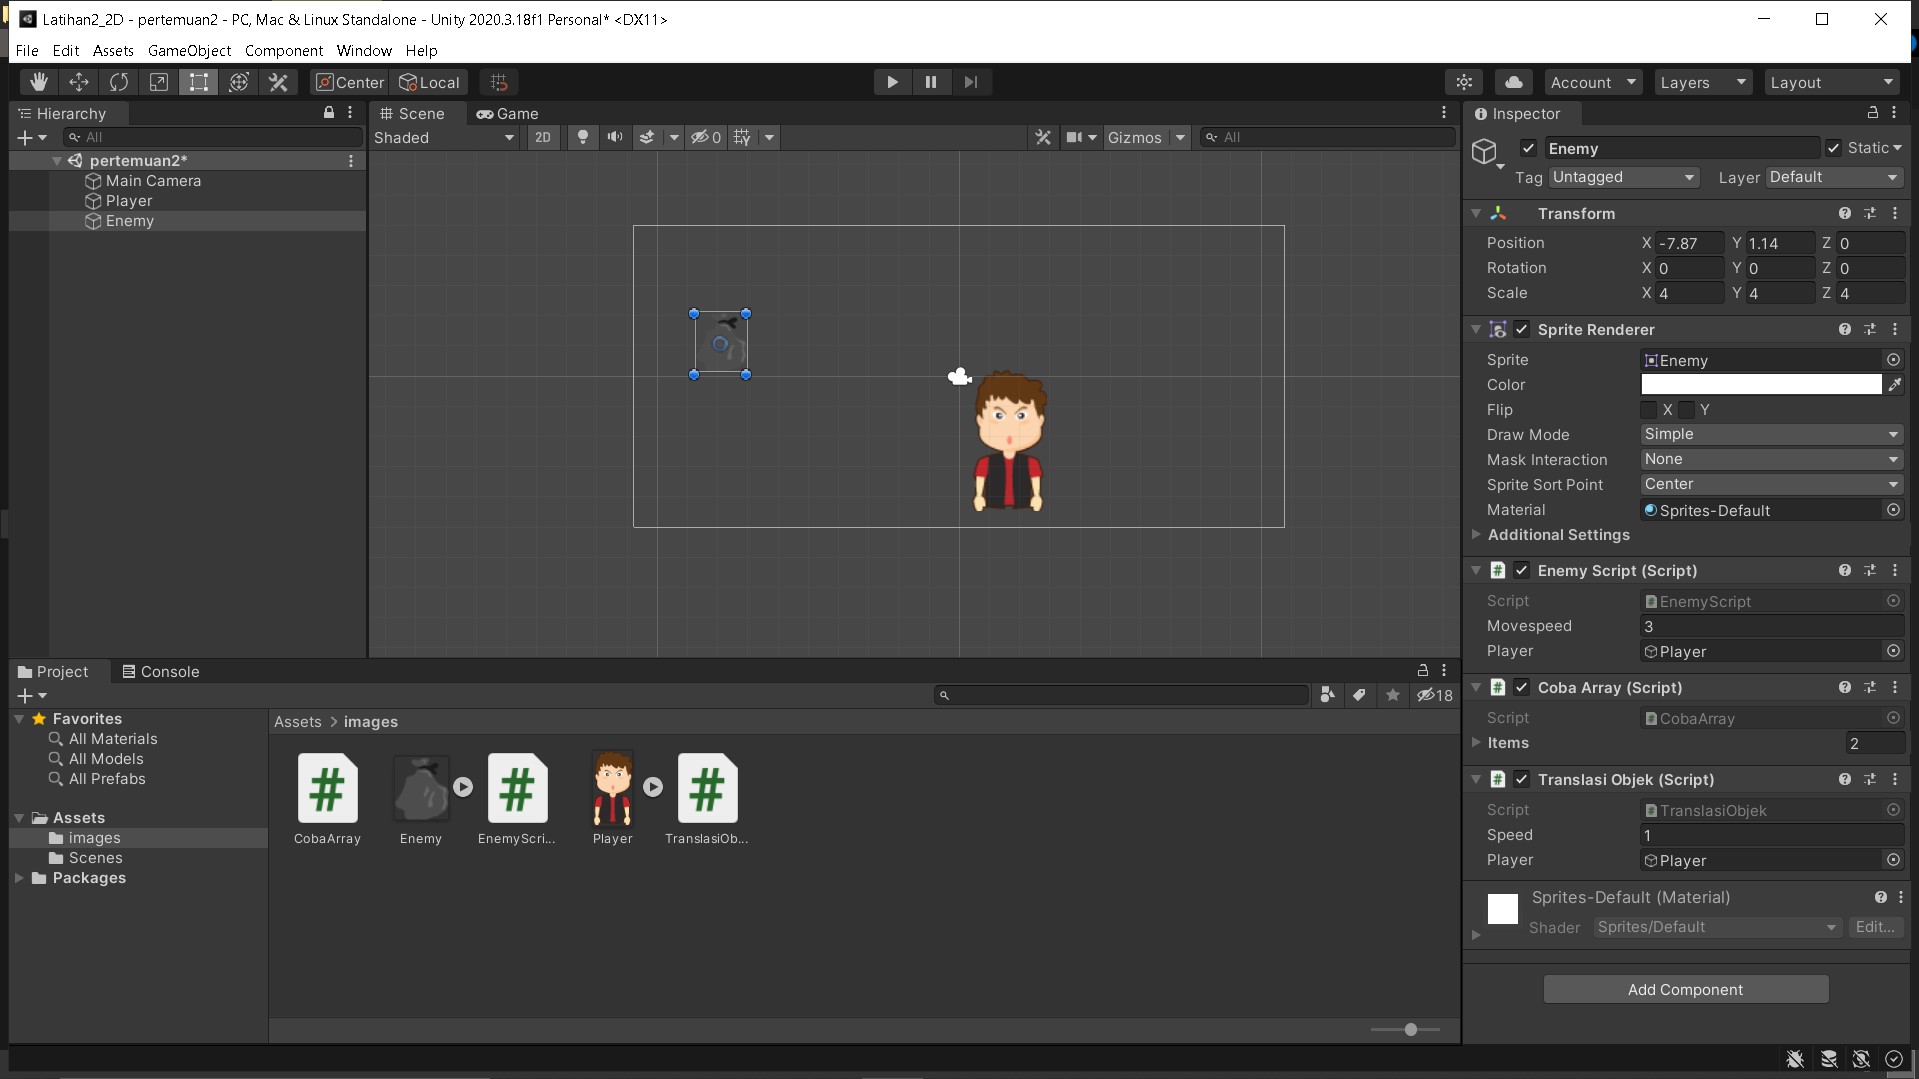 Latihan2_2D - pertemuan2 - PC, Mac & Linux Standalone - Unity 2020.3.18f1 Personal* <DX11>
File Edit Assets GameObject Component Window Help
Center Local Account Layers Layout
Hierarchy
All
pertemuan2*
Main Camera
Player
Enemy
Scene Game
Shaded 2D 0 Gizmos All
Inspector
Enemy Static
Tag Untagged Layer Default
Transform
Position X -7.87 Y 1.14 Z 0
Rotation X 0 Y 0 Z 0
Scale X 4 Y 4 Z 4
Sprite Renderer
Sprite Enemy
Color
Flip X Y
Draw Mode Simple
Mask Interaction None
Sprite Sort Point Center
Material Sprites-Default
Additional Settings
Enemy Script (Script)
Script EnemyScript
Movespeed 3
Player Player
Coba Array (Script)
Script CobaArray
Items 2
Translasi Objek (Script)
Script TranslasiObjek
Speed 1
Player Player
Sprites-Default (Material)
Shader Sprites/Default Edit...
Add Component
Project Console
18
Favorites
All Materials
All Models
All Prefabs
Assets
images
Scenes
Packages
Assets > images
CobaArray Enemy EnemyScri... Player TranslasiOb...